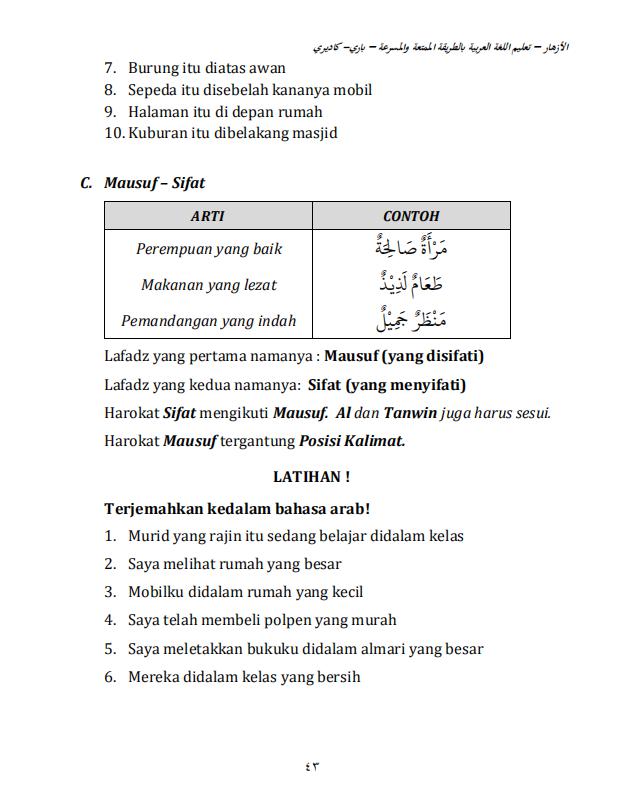 الأزهار – تعليم اللغة العربية بالطريقة الممتعة والمسرعة – باري– كاديري
7. Burung itu diatas awan
8. Sepeda itu disebelah kananya mobil
9. Halaman itu di depan rumah
10. Kuburan itu dibelakang masjid
C. Mausuf – Sifat
ARTI CONTOH
Perempuan yang baik مَرْأَةٌ صَالِحَةٌ
Makanan yang lezat طَعَامٌ لَذِيْذٌ
Pemandangan yang indah مَنْظَرٌ جَمِيْلٌ
Lafadz yang pertama namanya : Mausuf (yang disifati)
Lafadz yang kedua namanya: Sifat (yang menyifati)
Harokat Sifat mengikuti Mausuf. Al dan Tanwin juga harus sesui.
Harokat Mausuf tergantung Posisi Kalimat.
LATIHAN !
Terjemahkan kedalam bahasa arab!
1. Murid yang rajin itu sedang belajar didalam kelas
2. Saya melihat rumah yang besar
3. Mobilku didalam rumah yang kecil
4. Saya telah membeli polpen yang murah
5. Saya meletakkan bukuku didalam almari yang besar
6. Mereka didalam kelas yang bersih
٤٣